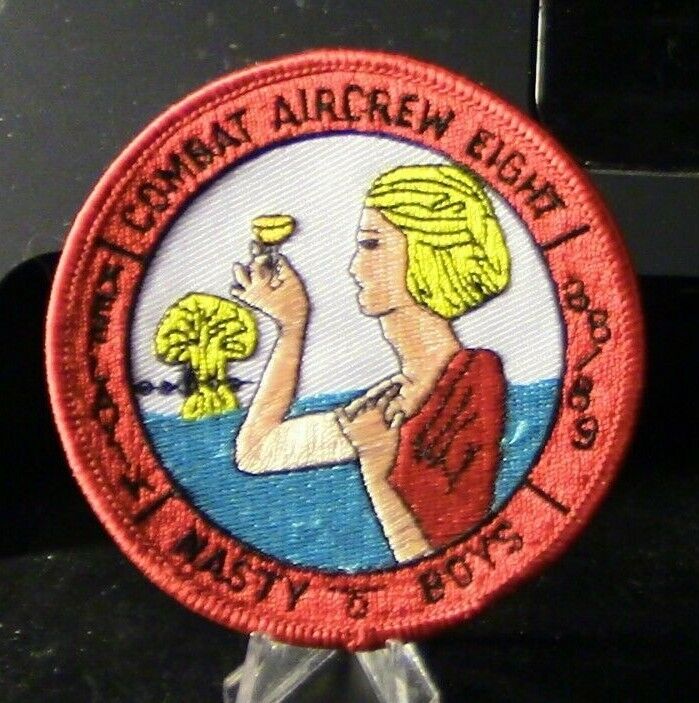 COMBAT AIRCREW EIGHT
88/89
NASTY 8 BOYS